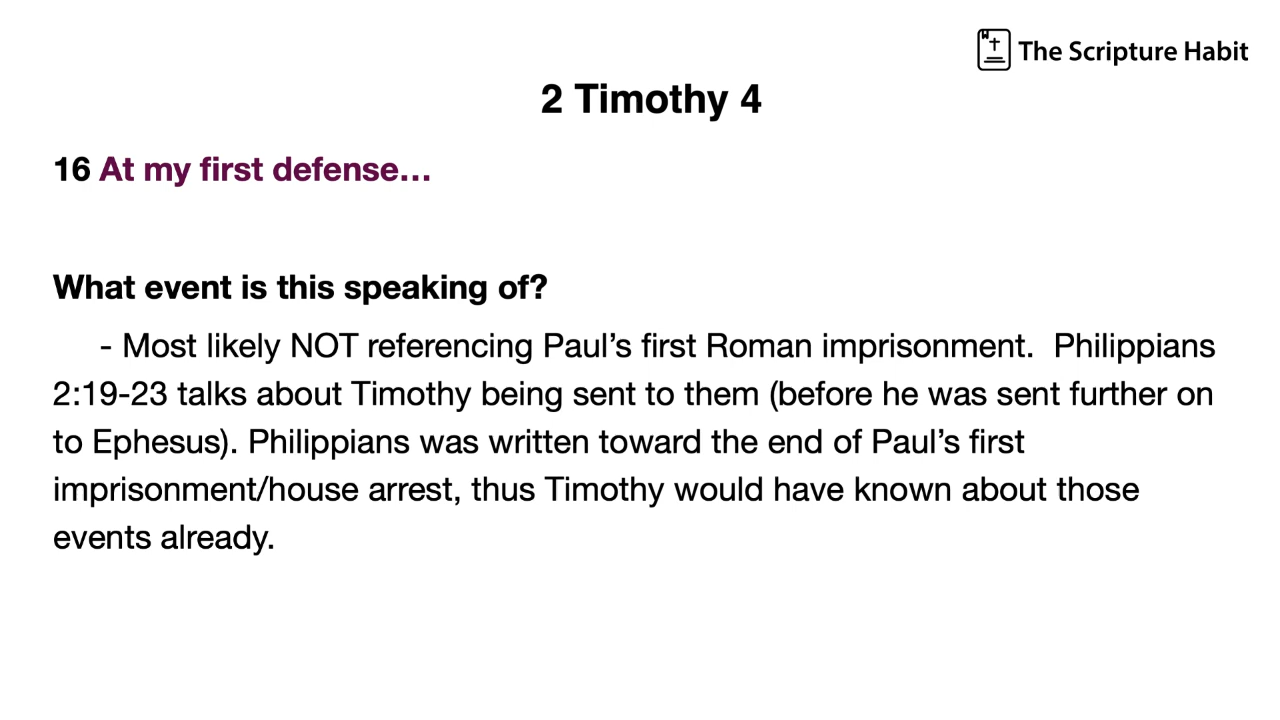 The Scripture Habit
2 Timothy 4
16 At my first defense…
What event is this speaking of?
- Most likely NOT referencing Paul’s first Roman imprisonment.  Philippians
2:19-23 talks about Timothy being sent to them (before he was sent further on
to Ephesus). Philippians was written toward the end of Paul’s first
imprisonment/house arrest, thus Timothy would have known about those
events already.